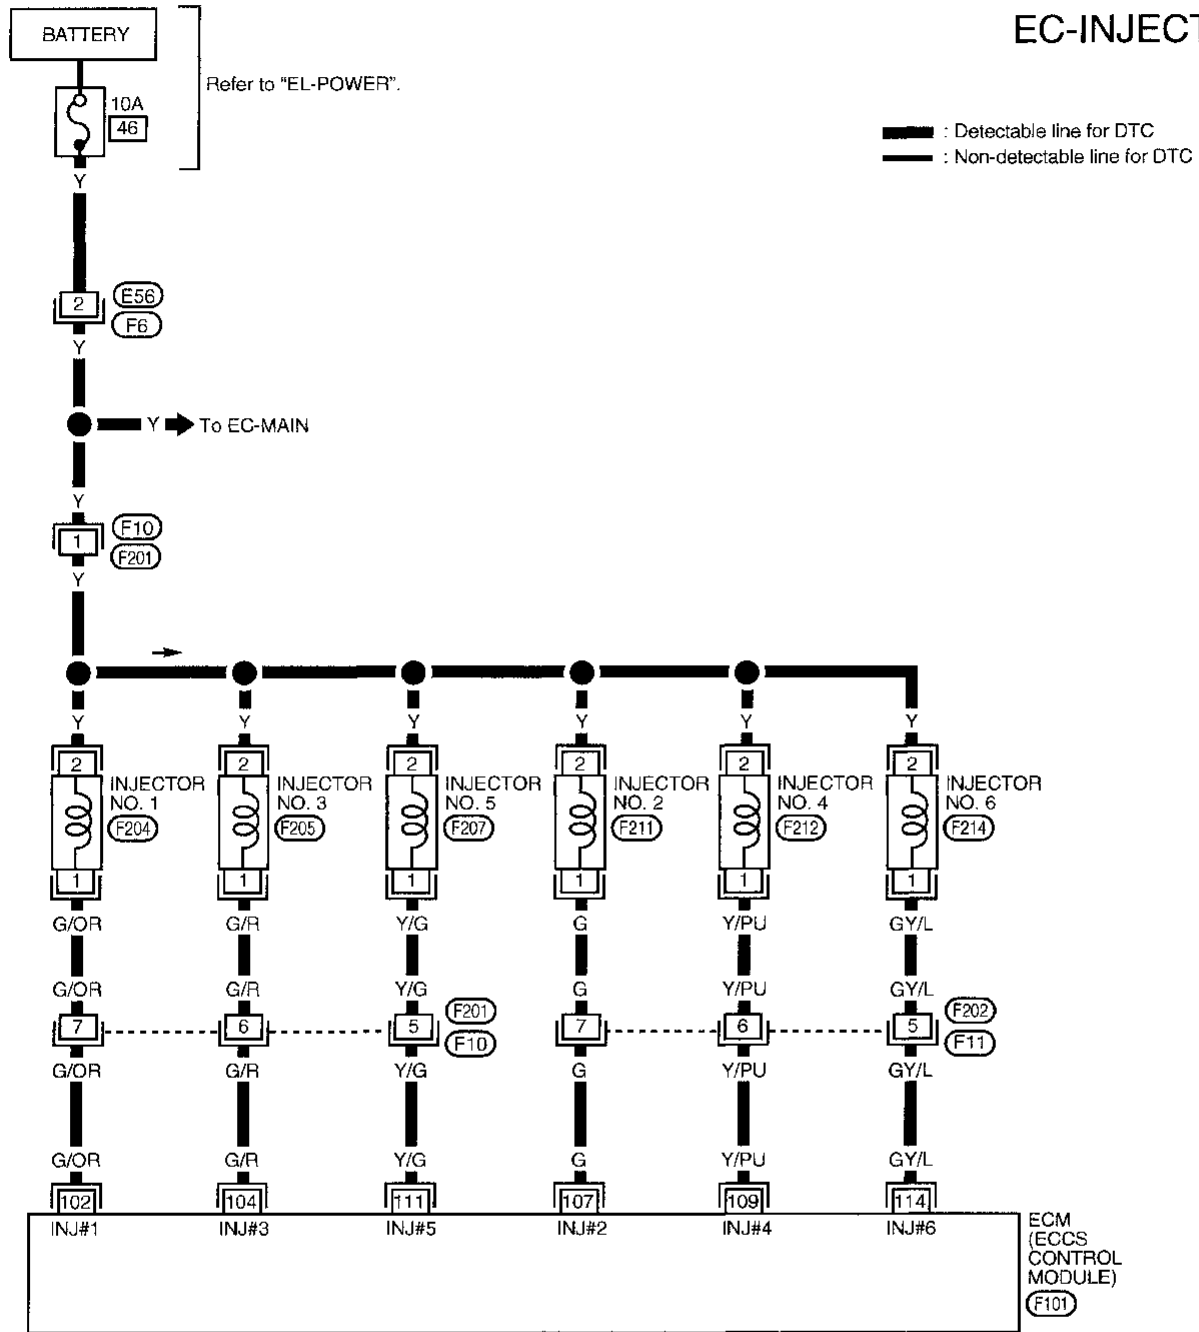 EC-INJECT
BATTERY
Refer to "EL-POWER".
10A
46
: Detectable line for DTC
: Non-detectable line for DTC
Y
2
E56
F6
Y
Y To EC-MAIN
Y
1
F10
F201
Y
Y Y Y Y Y Y
2 2 2 2 2 2
INJECTOR NO. 1 F204
INJECTOR NO. 3 F205
INJECTOR NO. 5 F207
INJECTOR NO. 2 F211
INJECTOR NO. 4 F212
INJECTOR NO. 6 F214
1 1 1 1 1 1
G/OR G/R Y/G G Y/PU GY/L
G/OR G/R Y/G G Y/PU GY/L
7 6 5 F201 F10 7 6 5 F202 F11
G/OR G/R Y/G G Y/PU GY/L
G/OR G/R Y/G G Y/PU GY/L
102 104 111 107 109 114
INJ#1 INJ#3 INJ#5 INJ#2 INJ#4 INJ#6
ECM
(ECCS
CONTROL
MODULE)
F101